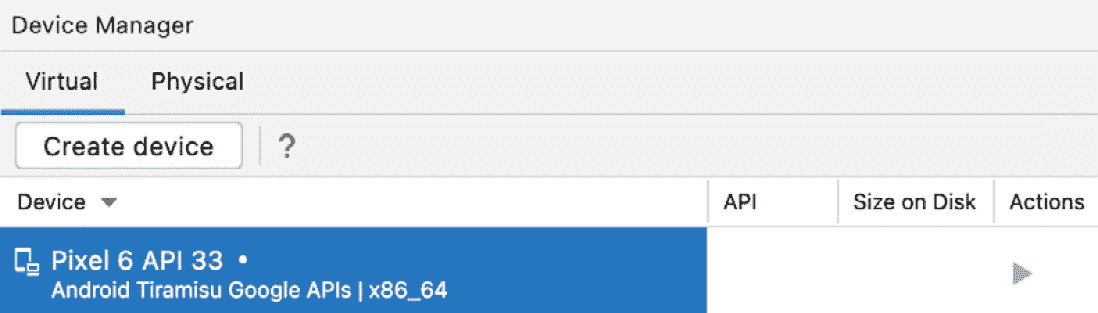 Device Manager
Virtual Physical
Create device ?
Device API Size on Disk Actions
Pixel 6 API 33 •
Android Tiramisu Google APIs | x86_64